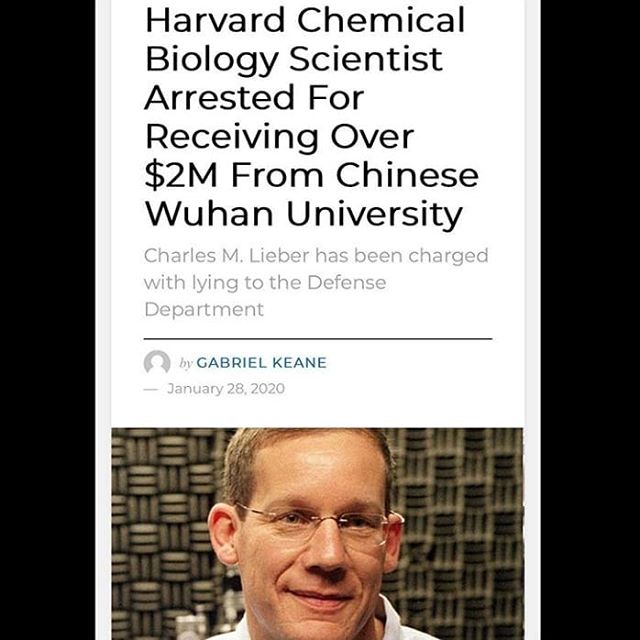 Harvard Chemical
Biology Scientist
Arrested For
Receiving Over
$2M From Chinese
Wuhan University
Charles M. Lieber has been charged
with lying to the Defense
Department
by GABRIEL KEANE
— January 28, 2020